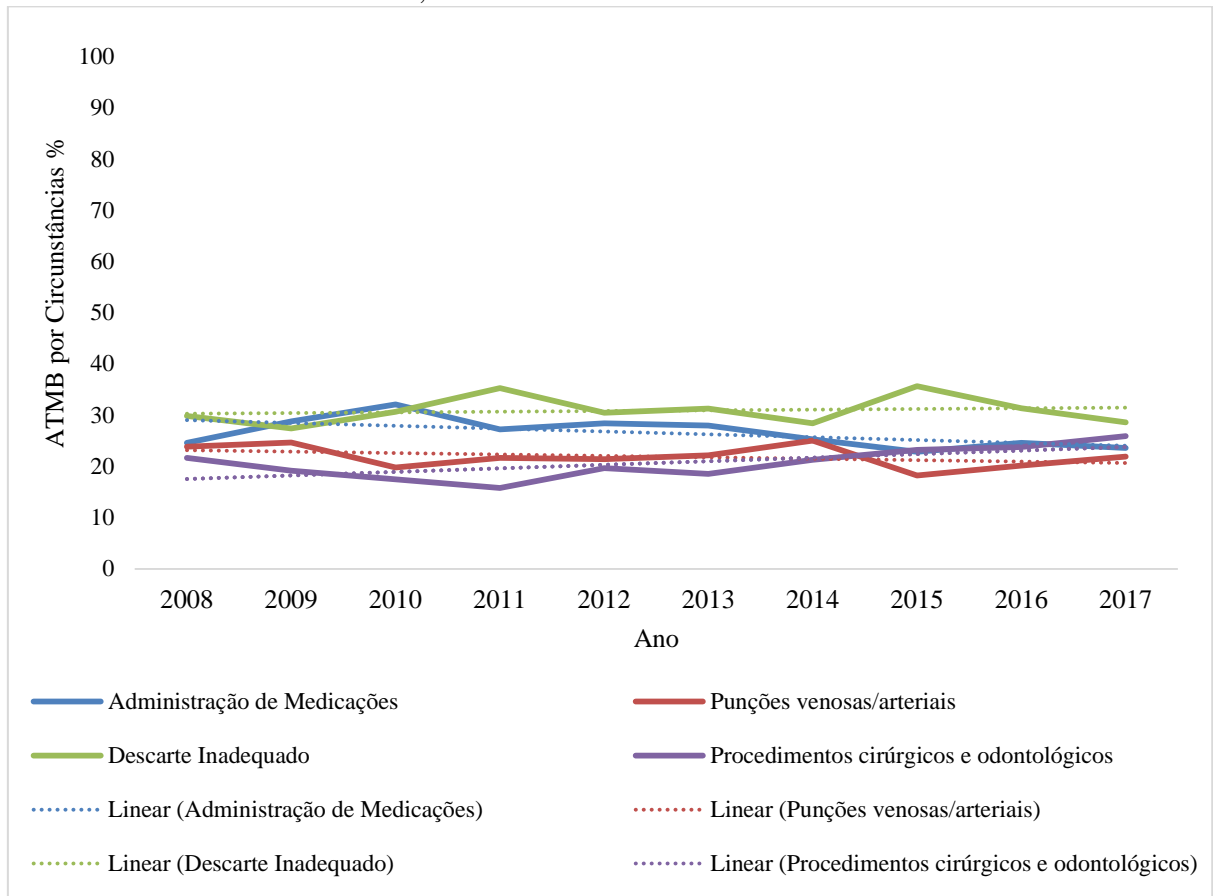 ATMB por Circunstâncias %
100
90
80
70
60
50
40
30
20
10
0
2008 2009 2010 2011 2012 2013 2014 2015 2016 2017
Ano
Administração de Medicações Punções venosas/arteriais
Descarte Inadequado Procedimentos cirúrgicos e odontológicos
Linear (Administração de Medicações) Linear (Punções venosas/arteriais)
Linear (Descarte Inadequado) Linear (Procedimentos cirúrgicos e odontológicos)